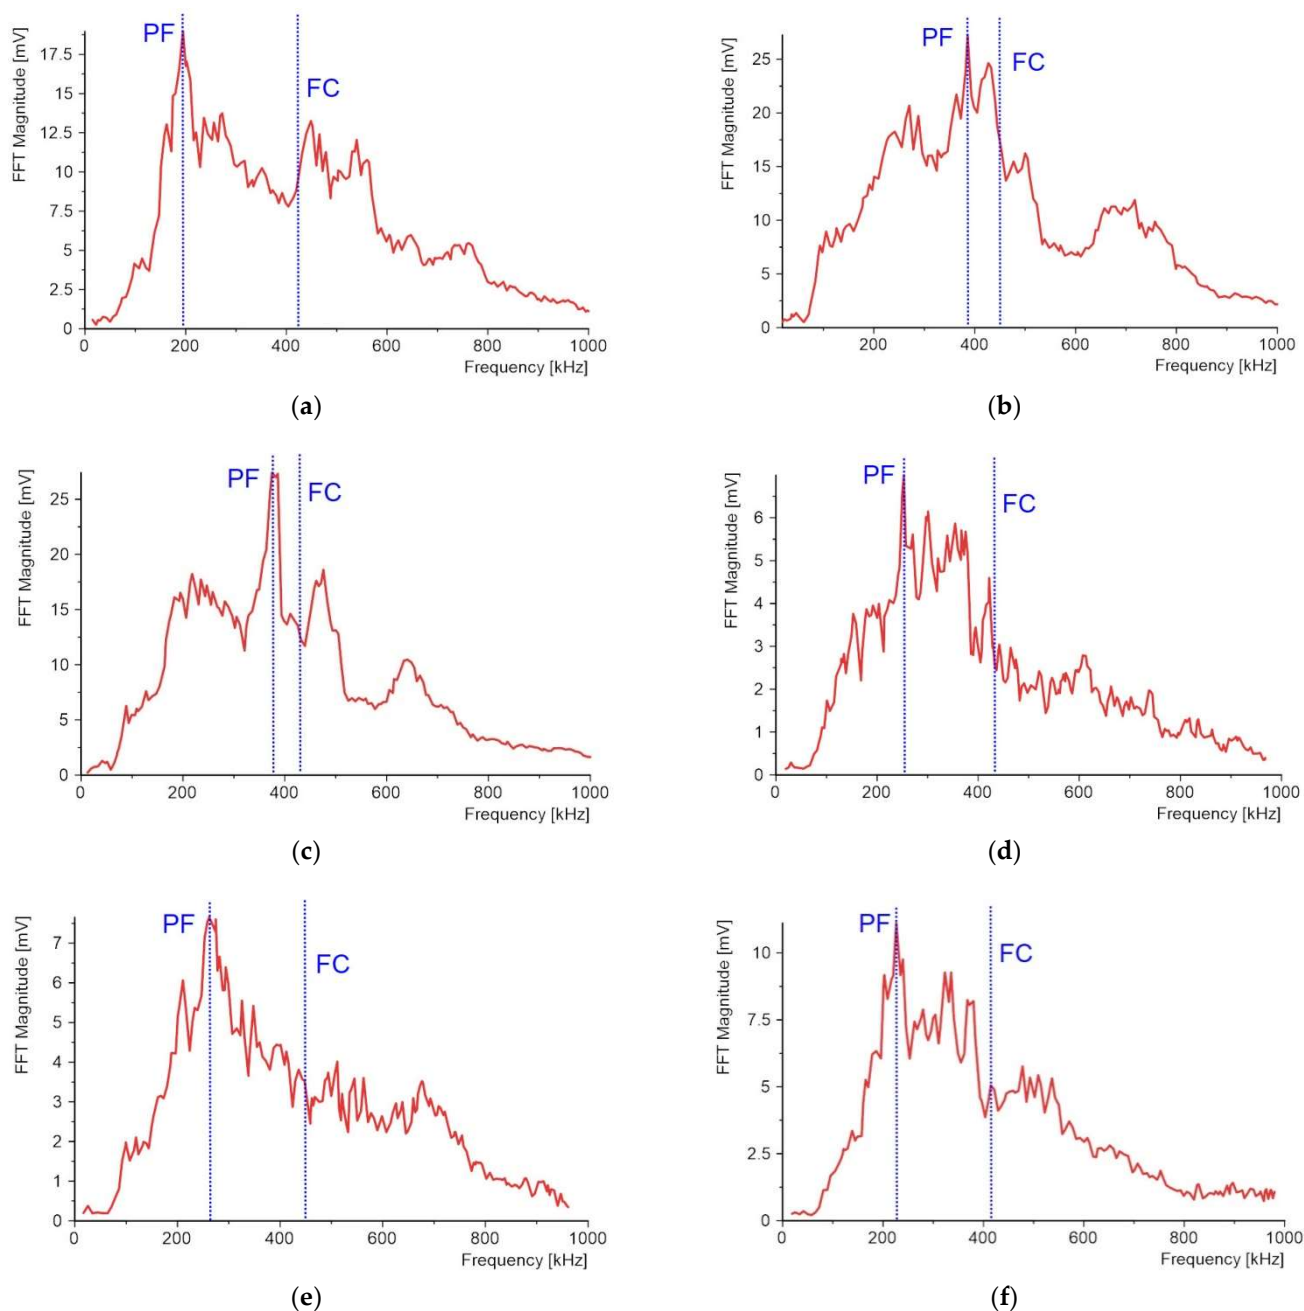 PF
FC
FFT Magnitude [mV]
17.5
15
12.5
10
7.5
5
2.5
0
0 200 400 600 800 1000
Frequency [kHz]
(a)
PF
FC
FFT Magnitude [mV]
25
20
15
10
5
0
200 400 600 800 1000
Frequency [kHz]
(b)
PF
FC
FFT Magnitude [mV]
25
20
15
10
5
0
0 200 400 600 800 1000
Frequency [kHz]
(c)
PF
FC
FFT Magnitude [mV]
6
5
4
3
2
1
0
0 200 400 600 800 1000
Frequency [kHz]
(d)
PF
FC
FFT Magnitude [mV]
7
6
5
4
3
2
1
0
0 200 400 600 800 1000
Frequency [kHz]
(e)
PF
FC
FFT Magnitude [mV]
10
7.5
5
2.5
0
0 200 400 600 800 1000
Frequency [kHz]
(f)